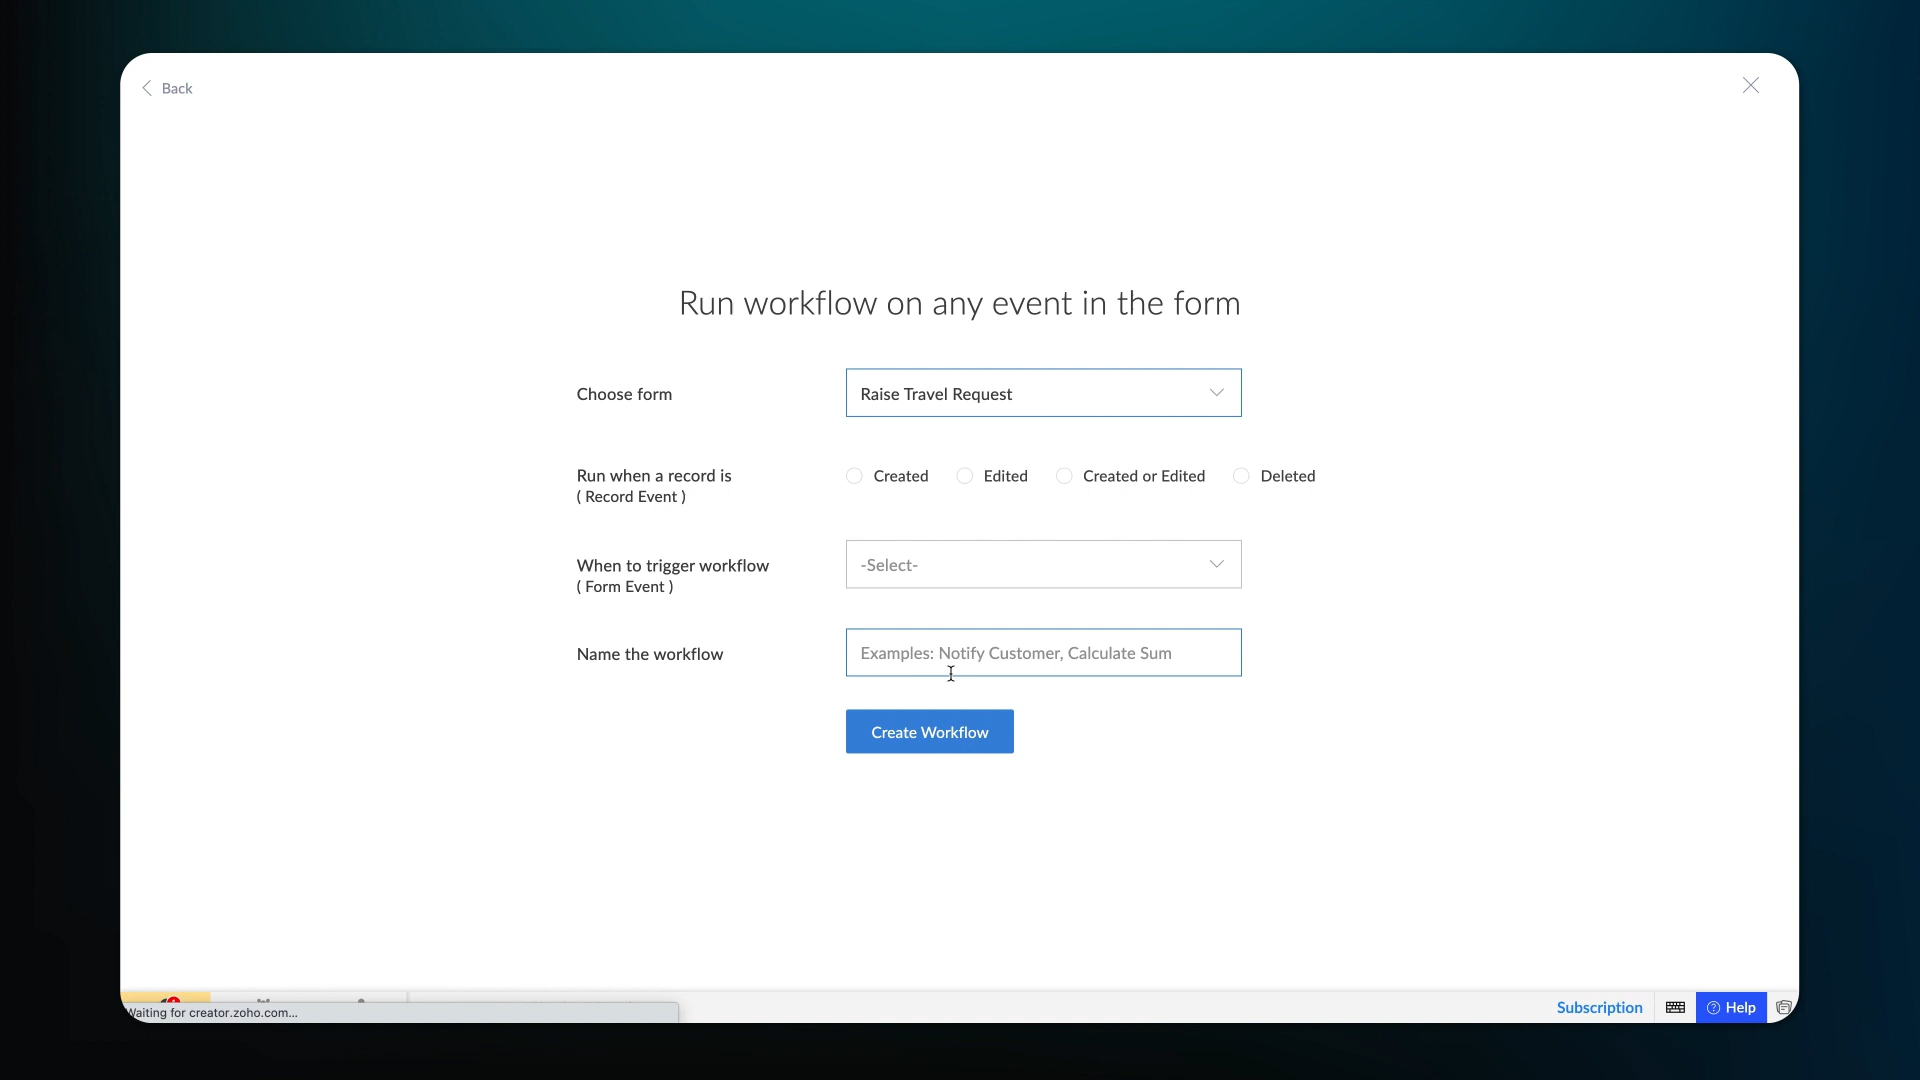 Back
Run workflow on any event in the form
Choose form
Raise Travel Request
Run when a record is
( Record Event )
Created
Edited
Created or Edited
Deleted
When to trigger workflow
( Form Event )
-Select-
Name the workflow
Examples: Notify Customer, Calculate Sum
Create Workflow
Waiting for creator.zoho.com...
Subscription
Help